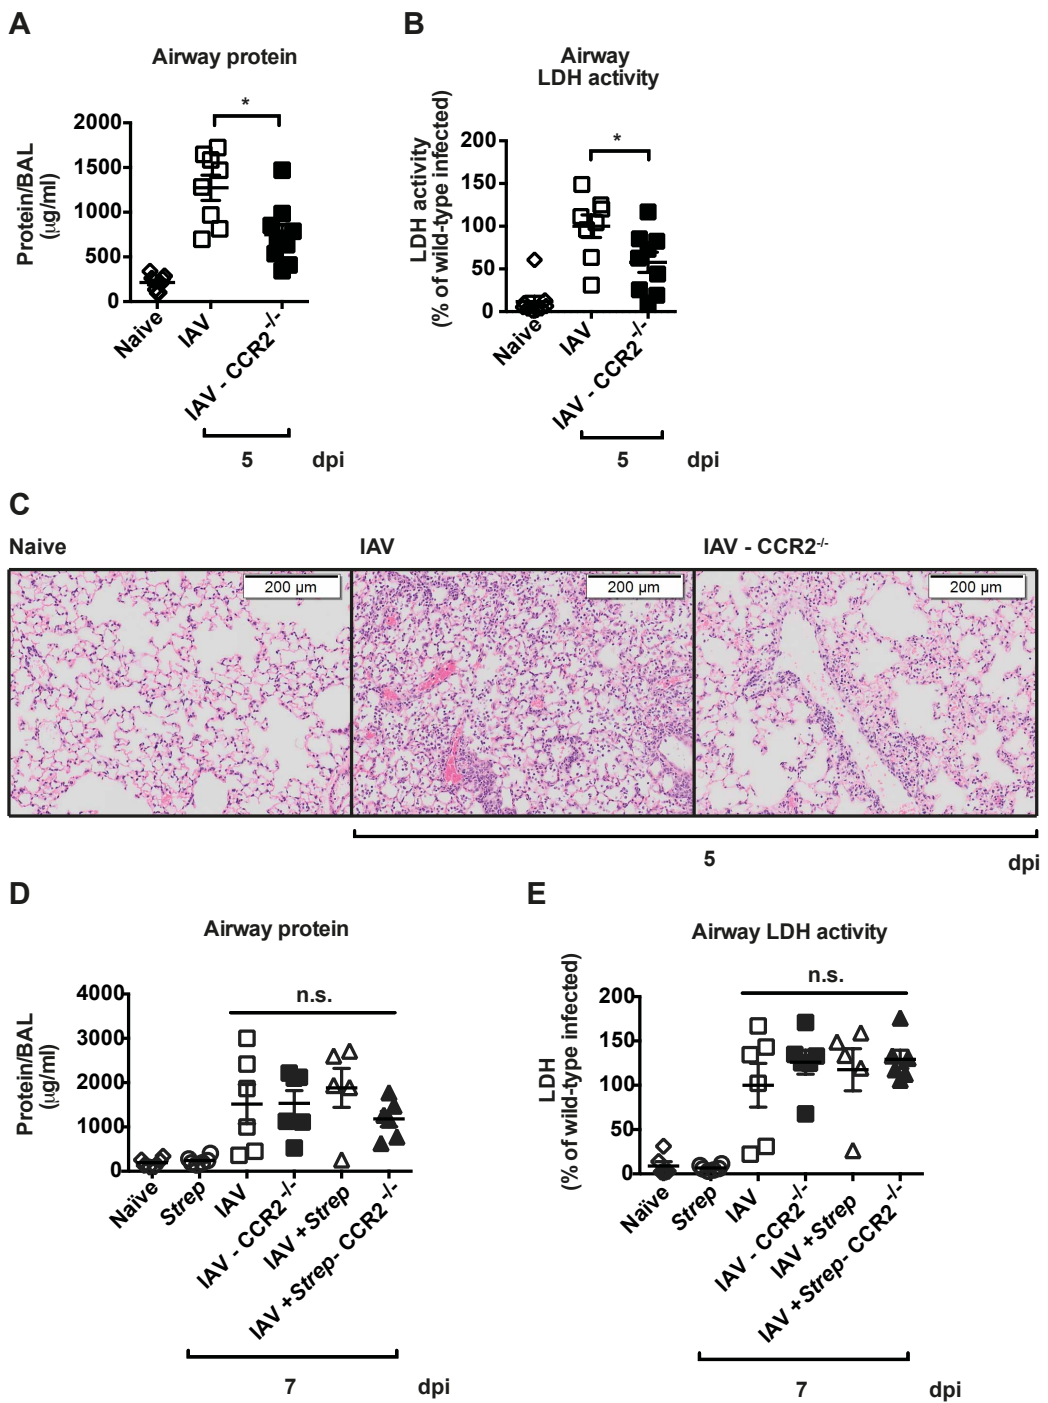 A
Airway protein
Protein/BAL
(μg/ml)
2000
1500
1000
500
0
*
Naive
IAV
IAV - CCR2-/-
5 dpi
B
Airway
LDH activity
LDH activity
(% of wild-type infected)
200
150
100
50
0
*
Naive
IAV
IAV - CCR2-/-
5 dpi
C
Naive IAV IAV - CCR2-/-
200 μm 200 μm 200 μm
5 dpi
D
Airway protein
Protein/BAL
(μg/ml)
4000
3000
2000
1000
0
n.s.
Naïve
Strep
IAV
IAV - CCR2-/-
IAV +Strep
IAV +Strep- CCR2-/-
7 dpi
E
Airway LDH activity
LDH
(% of wild-type infected)
200
150
100
50
0
n.s.
Naïve
Strep
IAV
IAV - CCR2-/-
IAV +Strep
IAV +Strep- CCR2-/-
7 dpi